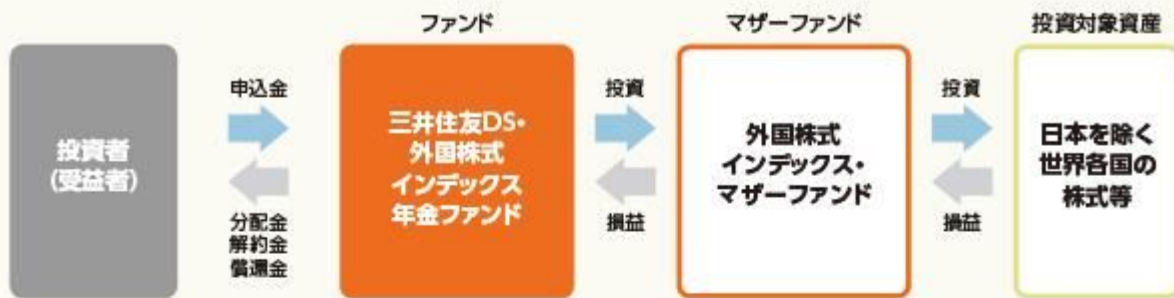 ファンド
マザーファンド
投資対象資産
投資者
(受益者)
申込金
分配金
解約金
償還金
三井住友DS・
外国株式
インデックス
年金ファンド
投資
損益
外国株式
インデックス・
マザーファンド
投資
損益
日本を除く
世界各国の
株式等